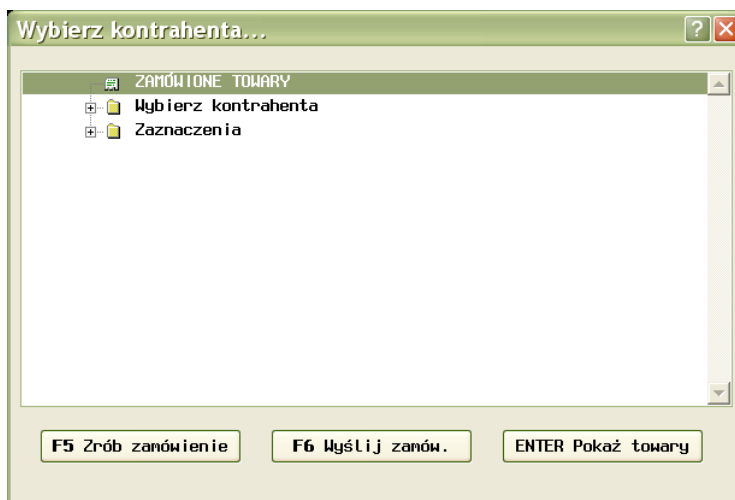 Wybierz kontrahenta...
ZAMÓWIONE TOWARY
Wybierz kontrahenta
Zaznaczenia
F5 Zrób zamówienie F6 Wyślij zamów. ENTER Pokaż towary